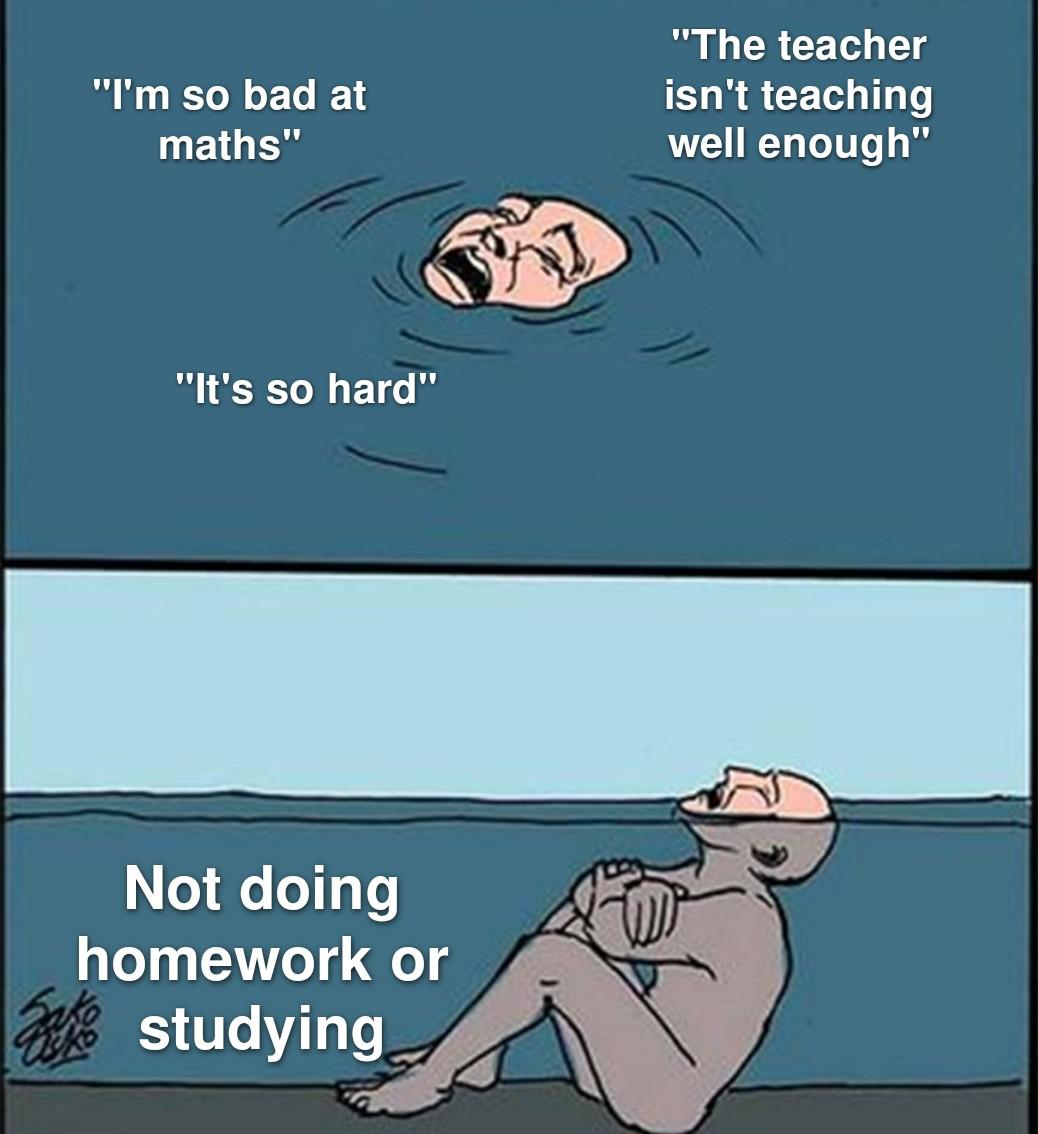 "The teacher
isn't teaching
well enough"
"I'm so bad at
maths"
"It's so hard"
Not doing
homework or
studying